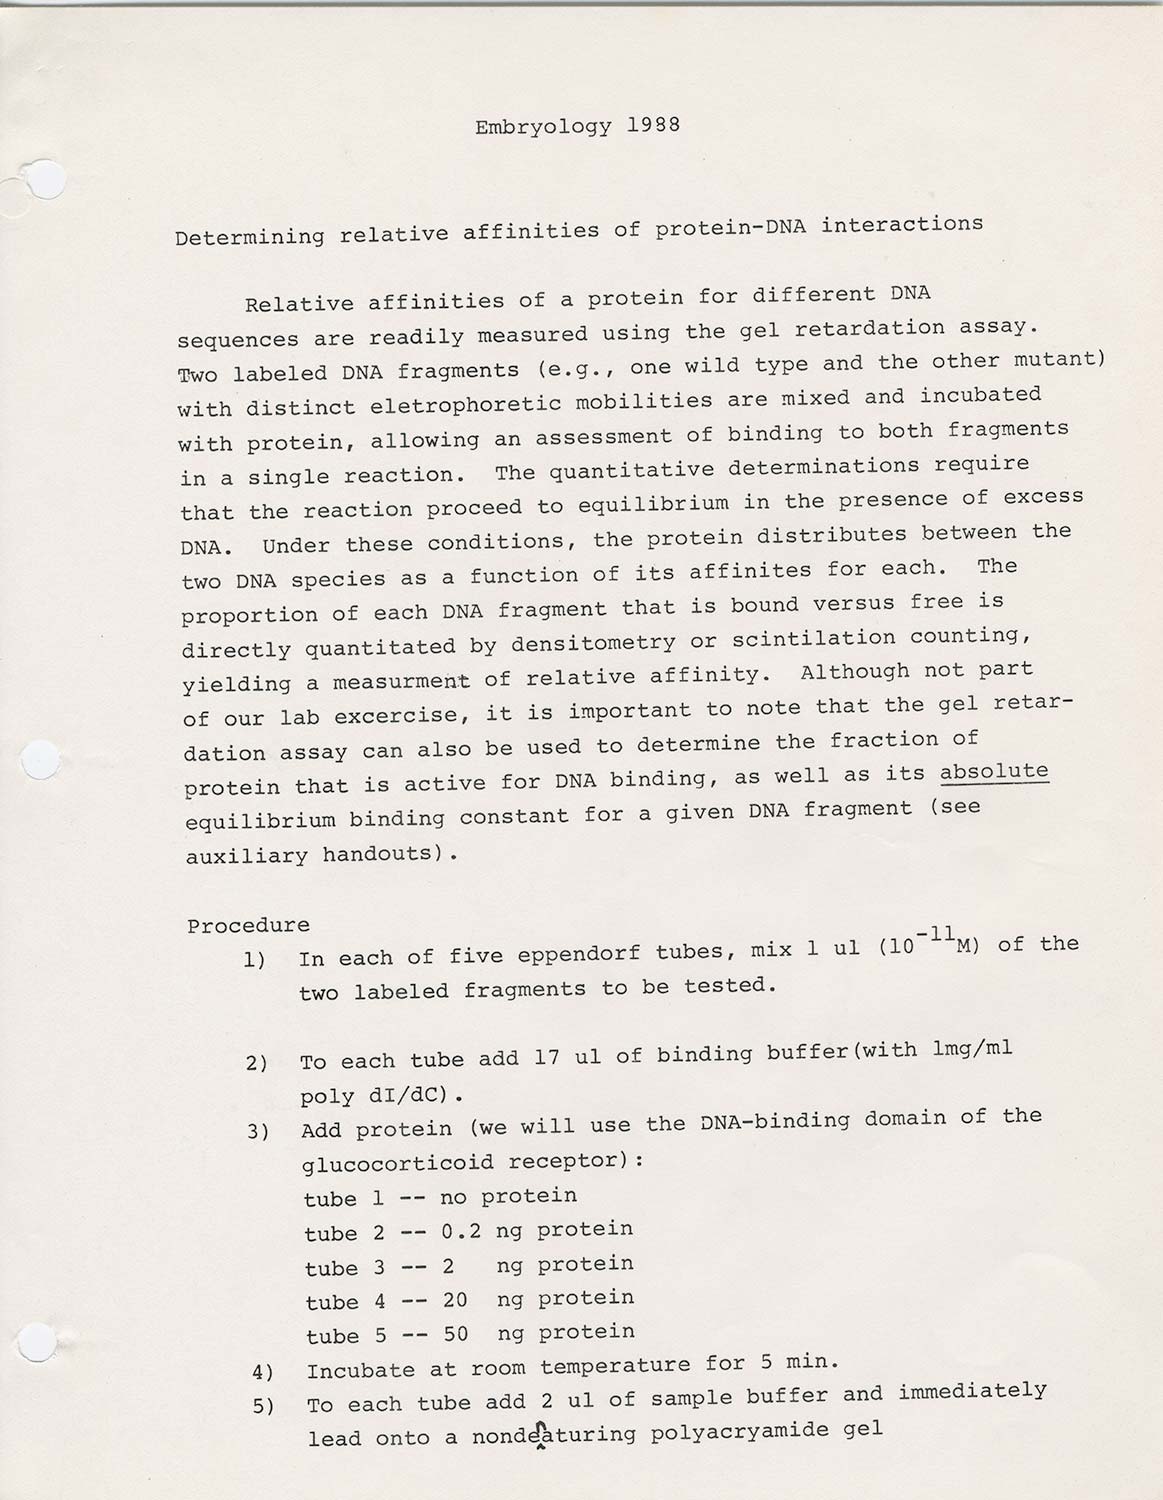 Embryology 1988
Determining relative affinities of protein-DNA interactions
Relative affinities of a protein for different DNA
sequences are readily measured using the gel retardation assay.
Two labeled DNA fragments (e.g., one wild type and the other mutant)
with distinct eletrophoretic mobilities are mixed and incubated
with protein, allowing an assessment of binding to both fragments
in a single reaction. The quantitative determinations require
that the reaction proceed to equilibrium in the presence of excess
DNA. Under these conditions, the protein distributes between the
two DNA species as a function of its affinites for each. The
proportion of each DNA fragment that is bound versus free is
directly quantitated by densitometry or scintilation counting,
yielding a measurment of relative affinity. Although not part
of our lab excercise, it is important to note that the gel retar-
dation assay can also be used to determine the fraction of
protein that is active for DNA binding, as well as its absolute
equilibrium binding constant for a given DNA fragment (see
auxiliary handouts).
Procedure
1) In each of five eppendorf tubes, mix 1 ul (10⁻¹¹M) of the
two labeled fragments to be tested.
2) To each tube add 17 ul of binding buffer(with 1mg/ml
poly dI/dC).
3) Add protein (we will use the DNA-binding domain of the
glucocorticoid receptor):
tube 1 -- no protein
tube 2 -- 0.2 ng protein
tube 3 -- 2 ng protein
tube 4 -- 20 ng protein
tube 5 -- 50 ng protein
4) Incubate at room temperature for 5 min.
5) To each tube add 2 ul of sample buffer and immediately
lead onto a nondenaturing polyacryamide gel